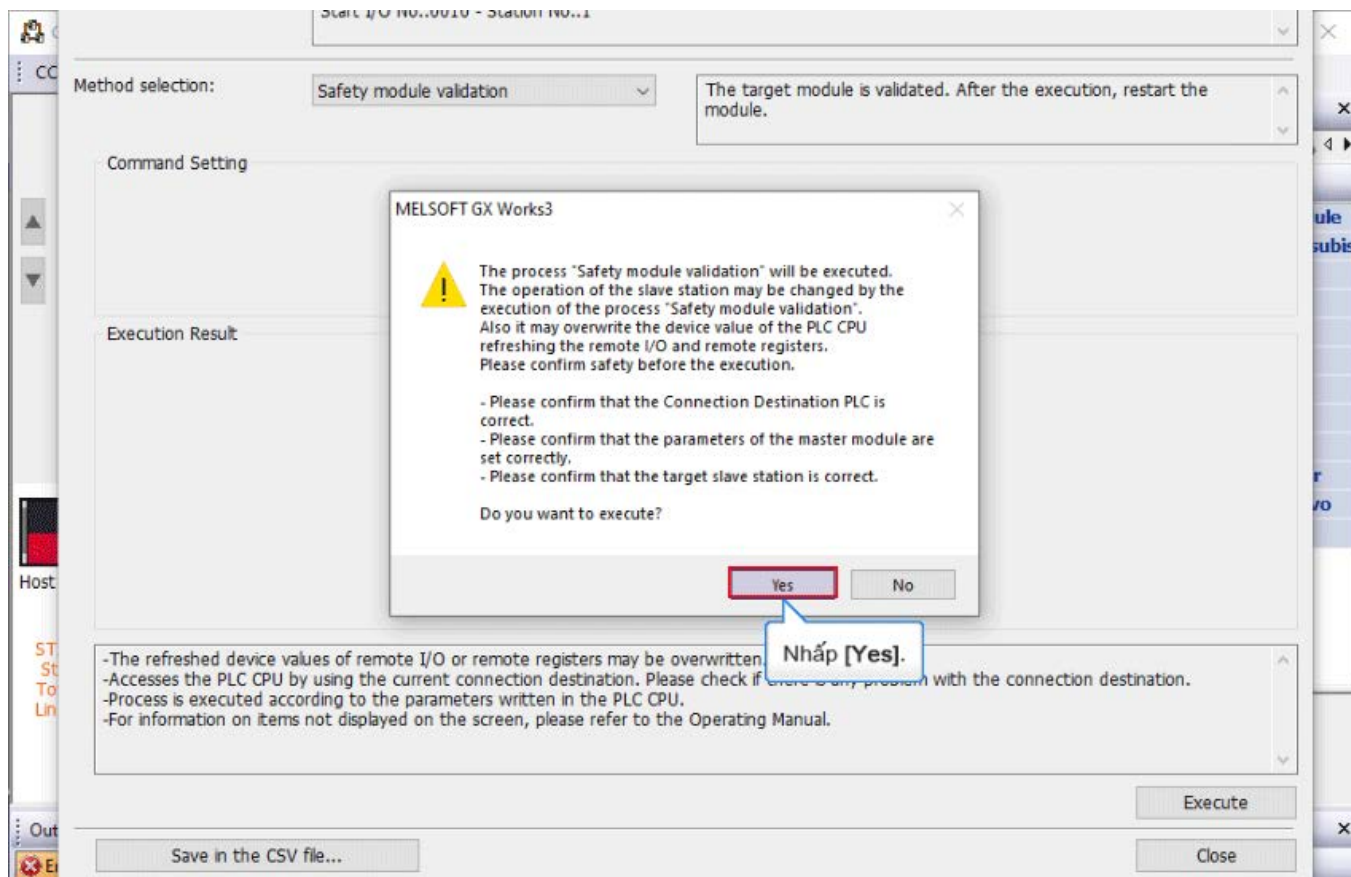 Start I/O No.:0010 - Station No.:1
CC
Method selection:
Safety module validation
The target module is validated. After the execution, restart the
module.
Command Setting
MELSOFT GX Works3
The process "Safety module validation" will be executed.
The operation of the slave station may be changed by the
execution of the process "Safety module validation".
Also it may overwrite the device value of the PLC CPU
refreshing the remote I/O and remote registers.
Please confirm safety before the execution.
- Please confirm that the Connection Destination PLC is
correct.
- Please confirm that the parameters of the master module are
set correctly.
- Please confirm that the target slave station is correct.
Do you want to execute?
Yes
No
Nhấp [Yes].
Execution Result
ule
subis
r
vo
Host
ST
St
To
Lin
-The refreshed device values of remote I/O or remote registers may be overwritten.
-Accesses the PLC CPU by using the current connection destination. Please check if there is any problem with the connection destination.
-Process is executed according to the parameters written in the PLC CPU.
-For information on items not displayed on the screen, please refer to the Operating Manual.
Execute
Out
Er
Save in the CSV file...
Close